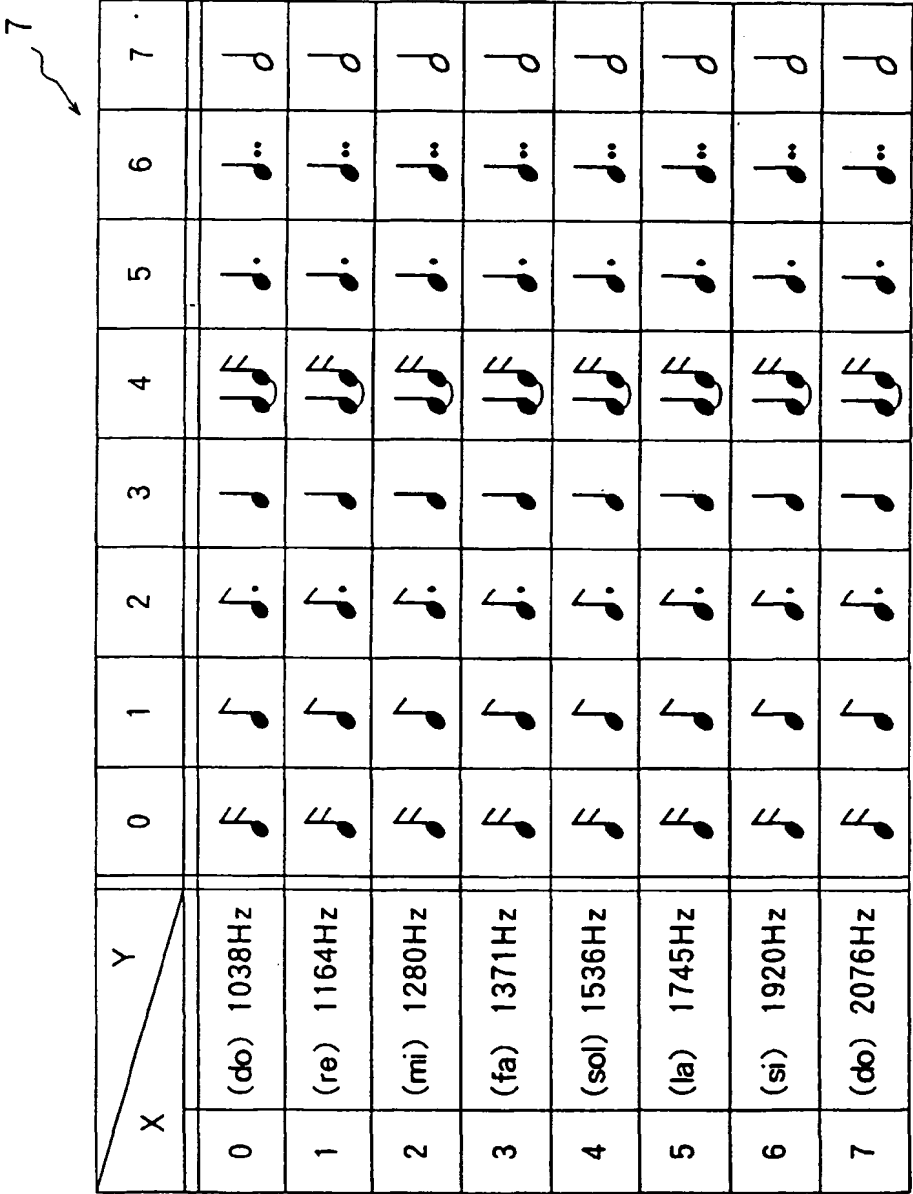 7
X Y 0 1 2 3 4 5 6 7
0 (do) 1038Hz
1 (re) 1164Hz
2 (mi) 1280Hz
3 (fa) 1371Hz
4 (sol) 1536Hz
5 (la) 1745Hz
6 (si) 1920Hz
7 (do) 2076Hz